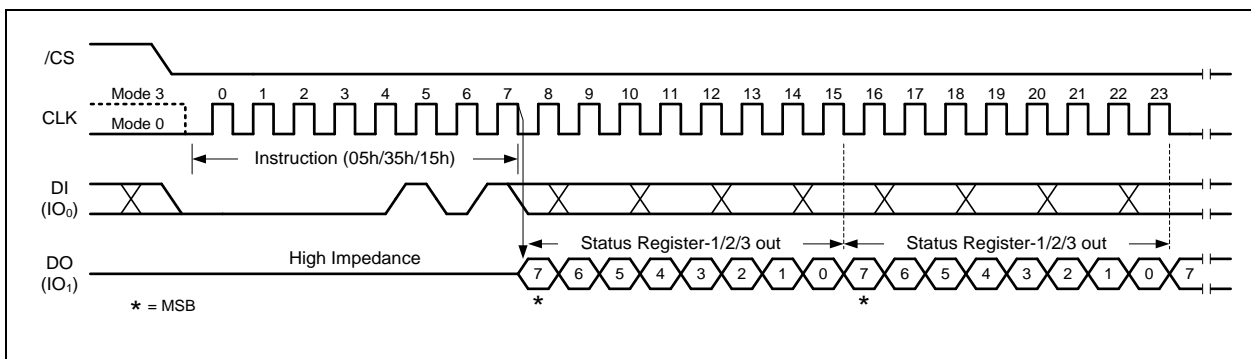 /CS
Mode 3
0 1 2 3 4 5 6 7 8 9 10 11 12 13 14 15 16 17 18 19 20 21 22 23
CLK
Mode 0
Instruction (05h/35h/15h)
DI
(IO₀)
Status Register-1/2/3 out Status Register-1/2/3 out
High Impedance
DO
(IO₁)
7 6 5 4 3 2 1 0 7 6 5 4 3 2 1 0 7
* *
* = MSB